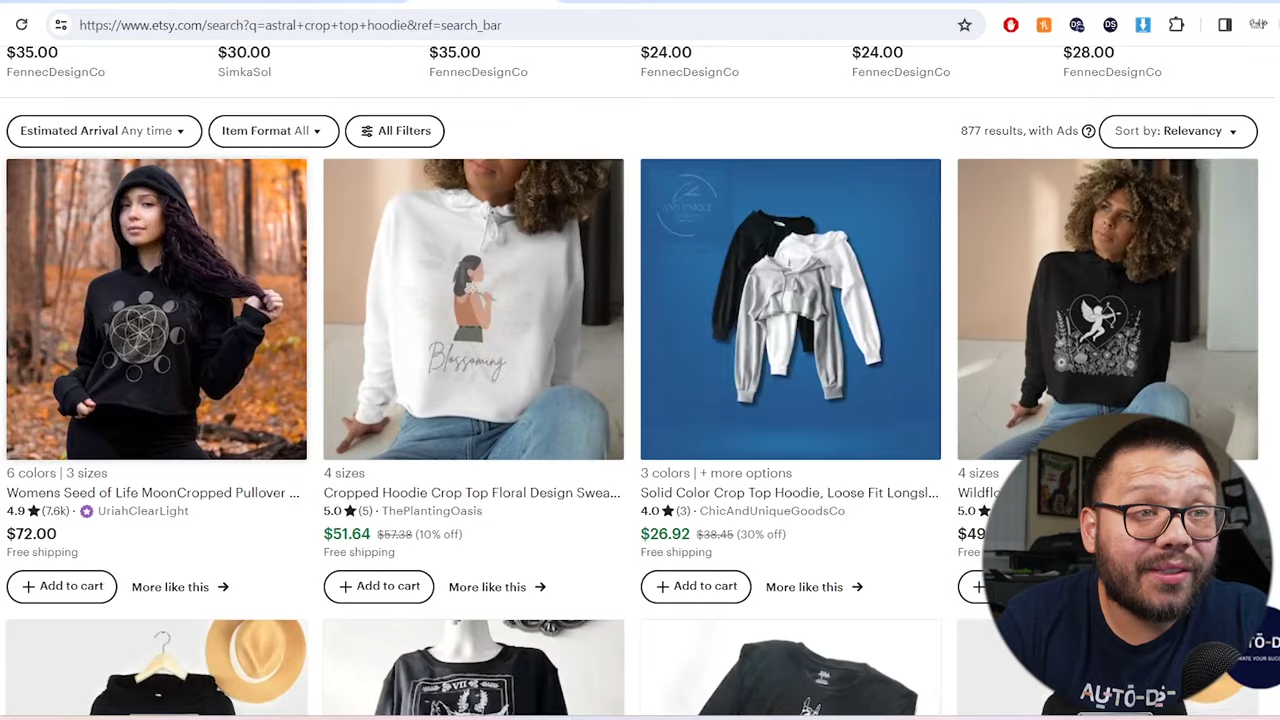 https://www.etsy.com/search?q=astral+crop+top+hoodie&ref=search_bar
$35.00 $30.00 $35.00 $24.00 $24.00 $28.00
FennecDesignCo SimkaSol FennecDesignCo FennecDesignCo FennecDesignCo FennecDesignCo
Estimated Arrival Any time Item Format All All Filters 877 results, with Ads Sort by: Relevancy
Blossoming
6 colors | 3 sizes 4 sizes 3 colors | + more options 4 sizes
Womens Seed of Life MoonCropped Pullover ... Cropped Hoodie Crop Top Floral Design Swea... Solid Color Crop Top Hoodie, Loose Fit Longsl...
4.9 (7.6k) · UriahClearLight 5.0 (5) · ThePlantingOasis 4.0 (3) · ChicAndUniqueGoodsCo 5.0
$72.00 $51.64 $57.38 (10% off) $26.92 $38.45 (30% off) $49
Free shipping Free shipping Free shipping Free
Add to cart More like this Add to cart More like this Add to cart More like this
VII